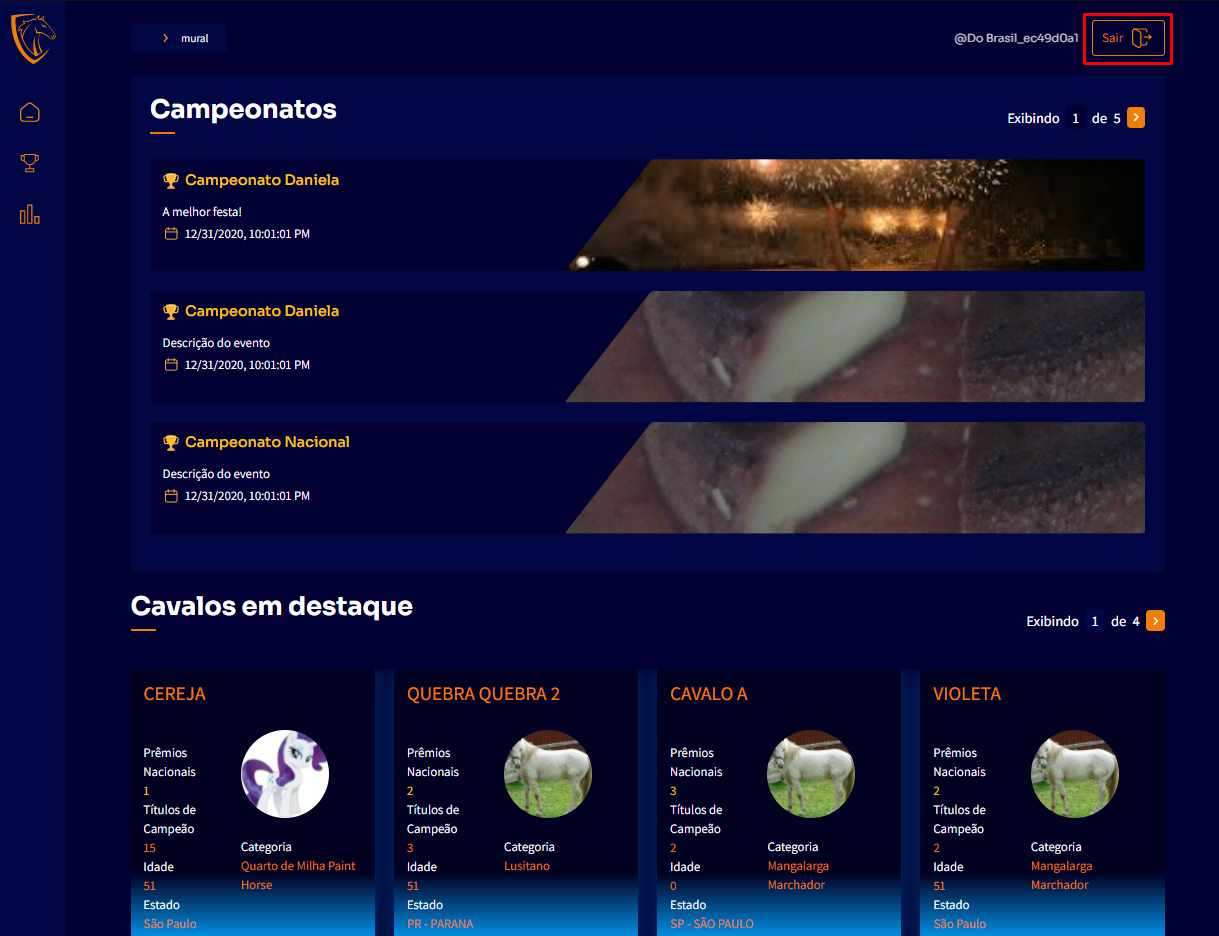 mural
@Do Brasil_ec49d0a1
Sair
Campeonatos
Exibindo 1 de 5
Campeonato Daniela
A melhor festa!
12/31/2020, 10:01:01 PM
Campeonato Daniela
Descrição do evento
12/31/2020, 10:01:01 PM
Campeonato Nacional
Descrição do evento
12/31/2020, 10:01:01 PM
Cavalos em destaque
Exibindo 1 de 4
CEREJA
Prêmios
Nacionais
1
Títulos de
Campeão
15
Idade
51
Estado
São Paulo
Categoria
Quarto de Milha Paint
Horse
QUEBRA QUEBRA 2
Prêmios
Nacionais
2
Títulos de
Campeão
3
Idade
51
Estado
PR - PARANA
Categoria
Lusitano
CAVALO A
Prêmios
Nacionais
3
Títulos de
Campeão
2
Idade
0
Estado
SP - SÃO PAULO
Categoria
Mangalarga
Marchador
VIOLETA
Prêmios
Nacionais
2
Títulos de
Campeão
2
Idade
51
Estado
São Paulo
Categoria
Mangalarga
Marchador